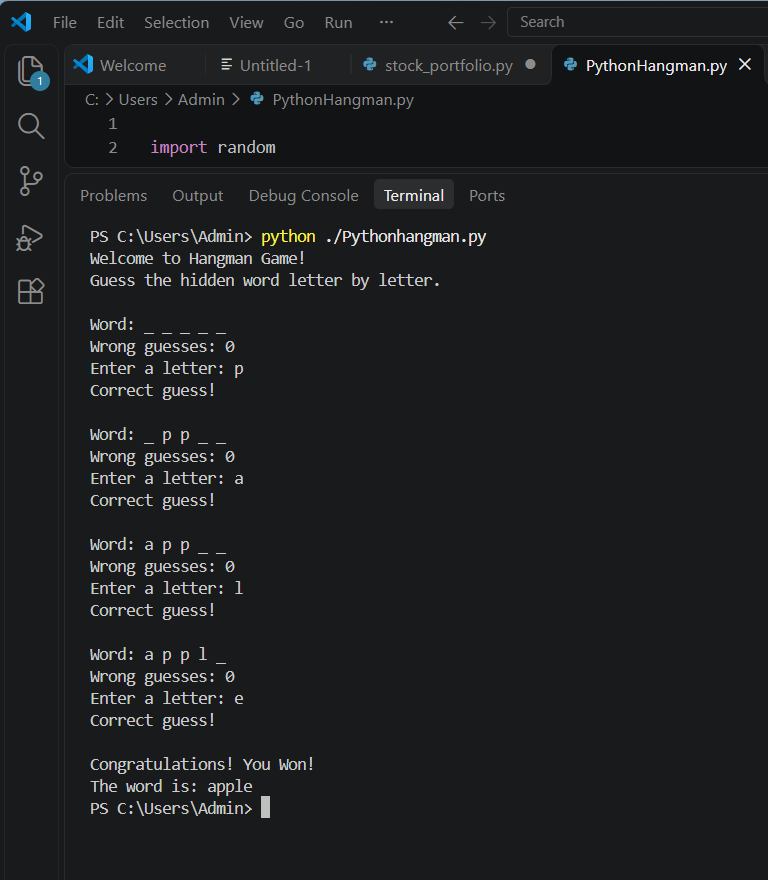 File Edit Selection View Go Run ··· ← → Search
1
Welcome Untitled-1 stock_portfolio.py PythonHangman.py
C: > Users > Admin > PythonHangman.py
1
2 import random
Problems Output Debug Console Terminal Ports
PS C:\Users\Admin> python ./Pythonhangman.py
Welcome to Hangman Game!
Guess the hidden word letter by letter.
Word: _ _ _ _ _
Wrong guesses: 0
Enter a letter: p
Correct guess!
Word: _ p p _ _
Wrong guesses: 0
Enter a letter: a
Correct guess!
Word: a p p _ _
Wrong guesses: 0
Enter a letter: l
Correct guess!
Word: a p p l _
Wrong guesses: 0
Enter a letter: e
Correct guess!
Congratulations! You Won!
The word is: apple
PS C:\Users\Admin>